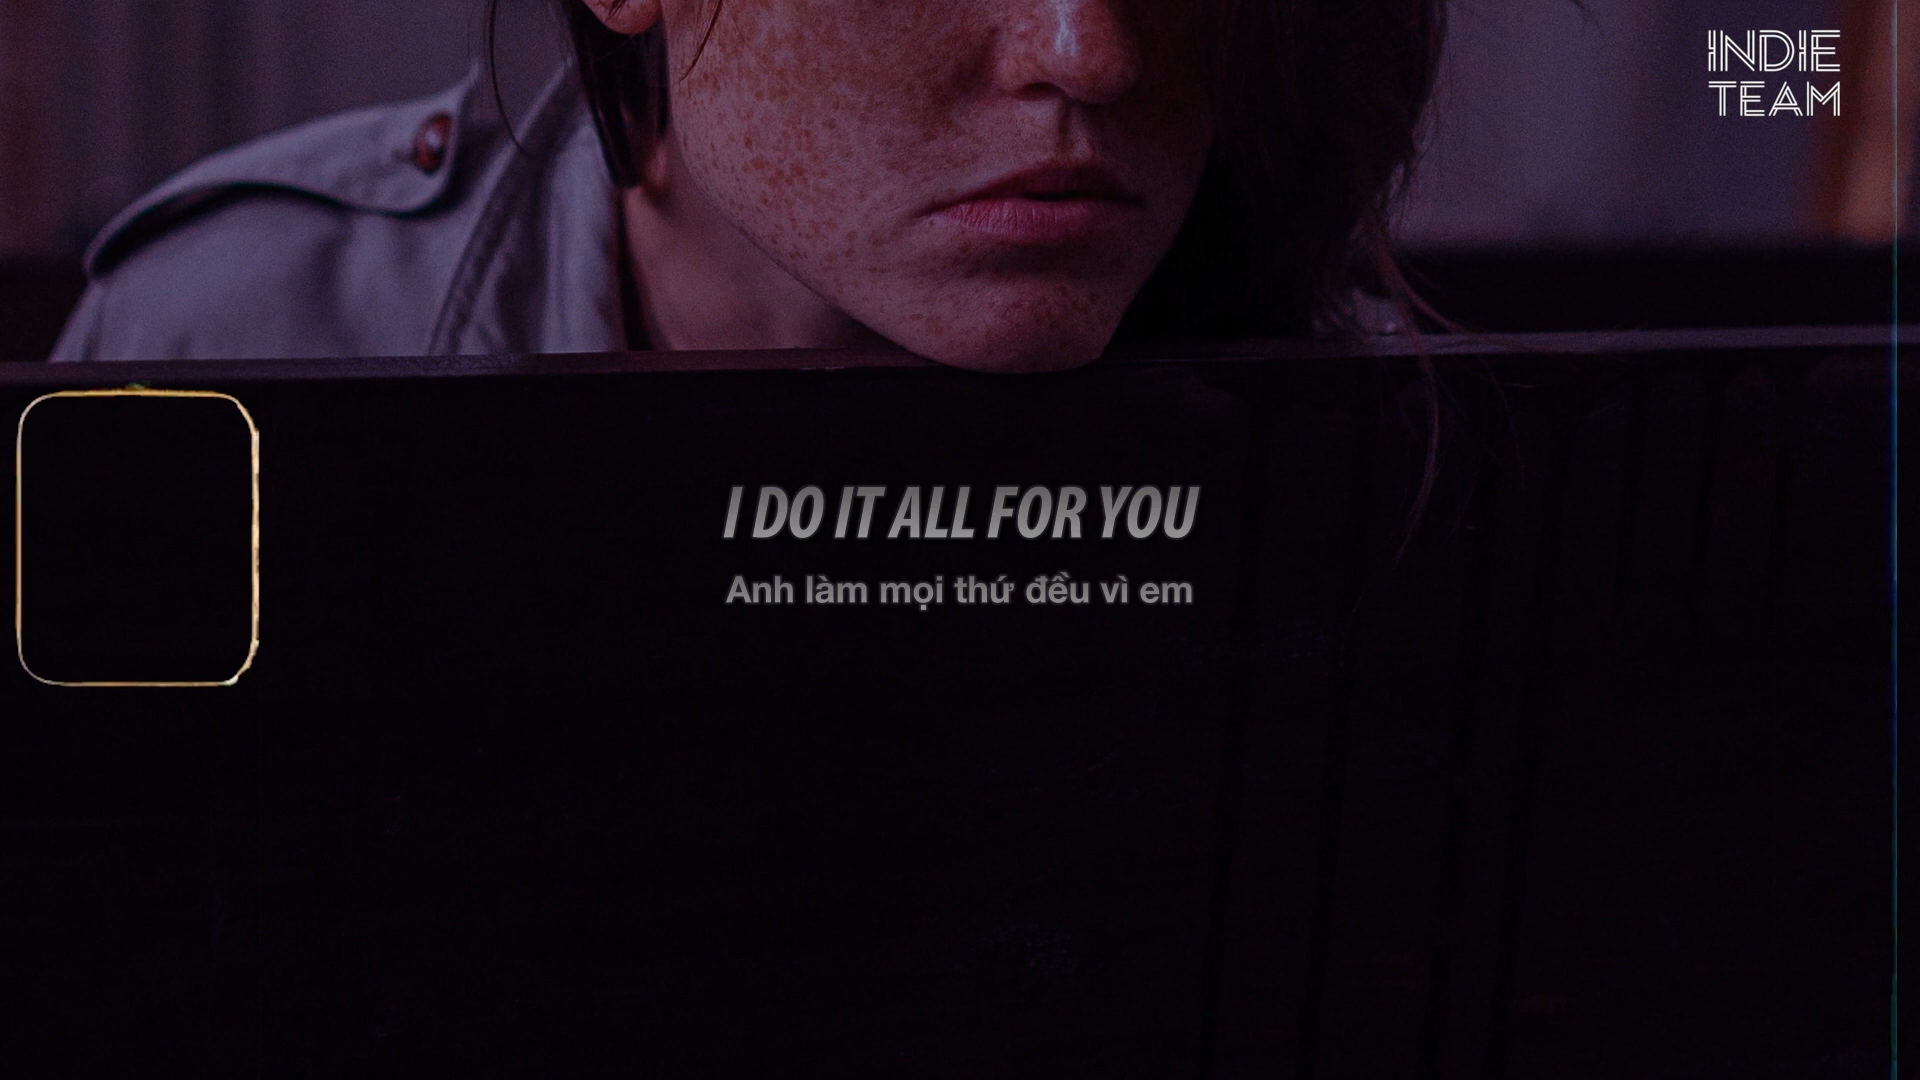 INDIE
TEAM
I DO IT ALL FOR YOU
Anh làm mọi thứ đều vì em